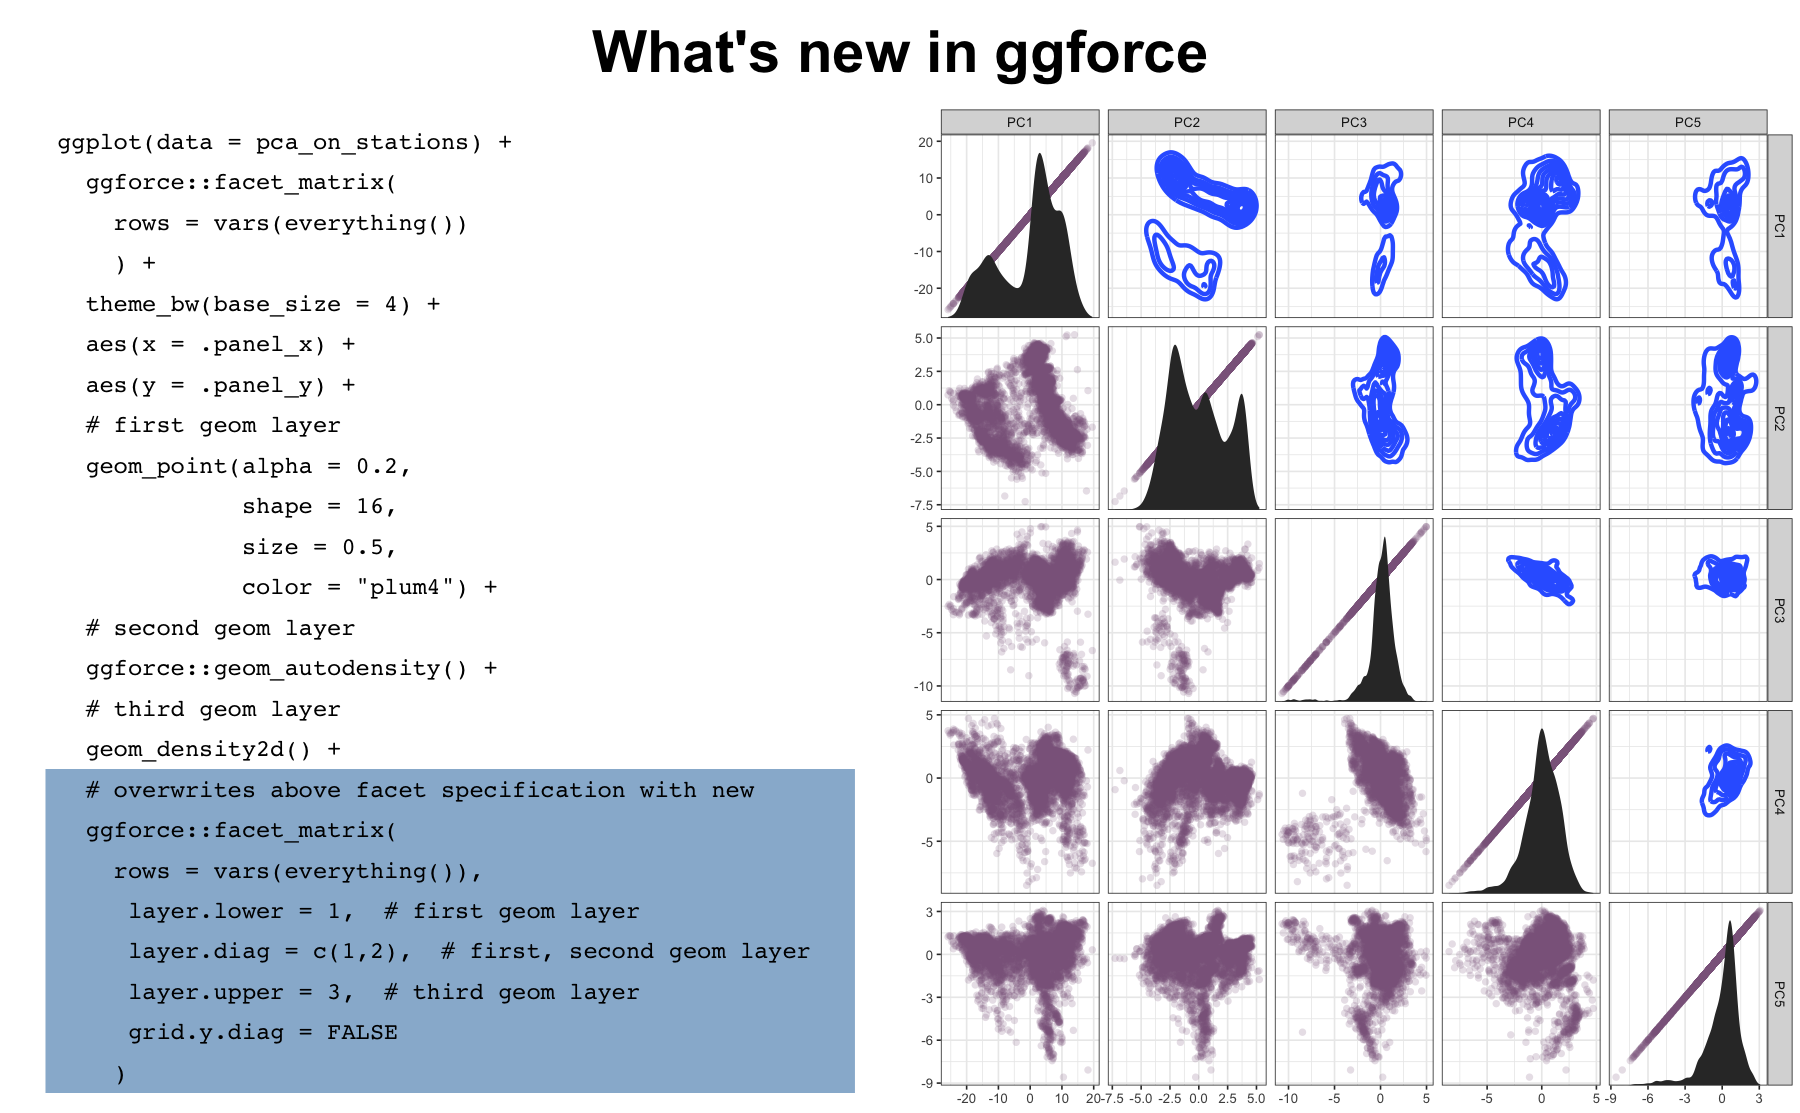 What's new in ggforce
ggplot(data = pca_on_stations) +
  ggforce::facet_matrix(
    rows = vars(everything())
    ) +
  theme_bw(base_size = 4) +
  aes(x = .panel_x) +
  aes(y = .panel_y) +
  # first geom layer
  geom_point(alpha = 0.2,
             shape = 16,
             size = 0.5,
             color = "plum4") +
  # second geom layer
  ggforce::geom_autodensity() +
  # third geom layer
  geom_density2d() +
  # overwrites above facet specification with new
  ggforce::facet_matrix(
    rows = vars(everything()),
     layer.lower = 1,  # first geom layer
     layer.diag = c(1,2),  # first, second geom layer
     layer.upper = 3,  # third geom layer
     grid.y.diag = FALSE
    )
PC1 PC2 PC3 PC4 PC5
20
10
0
-10
-20
PC1
5.0
2.5
0.0
-2.5
-5.0
-7.5
PC2
5
0
-5
-10
PC3
5
0
-5
PC4
3
0
-3
-6
-9
PC5
-20 -10 0 10 20 -7.5 -5.0 -2.5 0.0 2.5 5.0 -10 -5 0 5 -5 0 5 -9 -6 -3 0 3